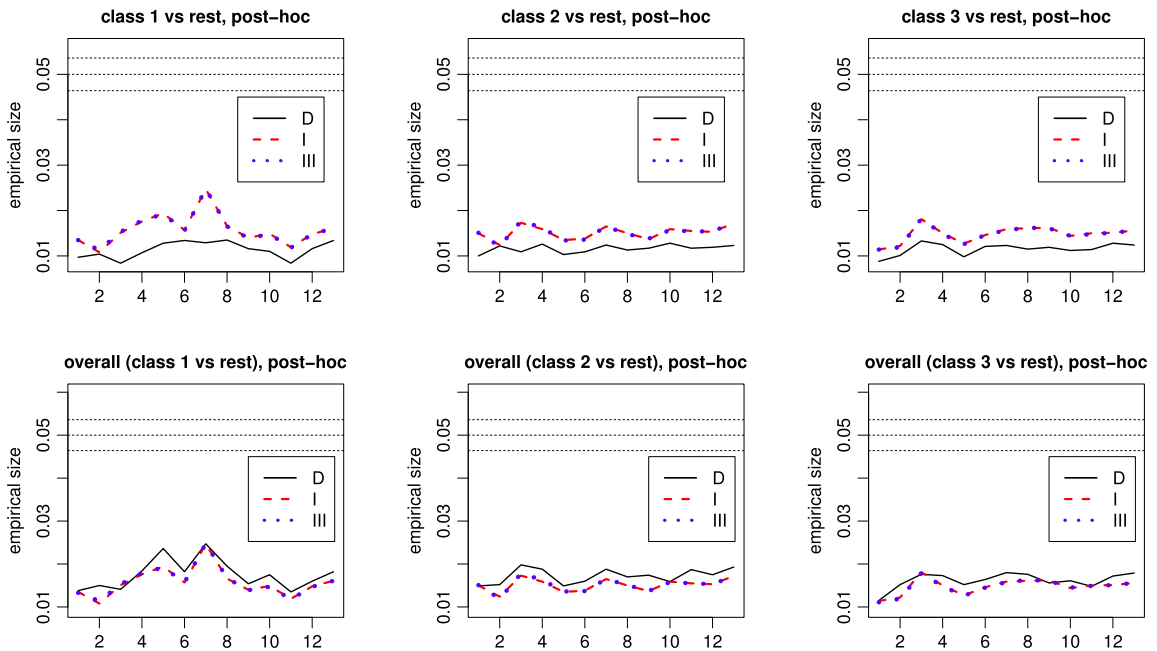 class 1 vs rest, post−hoc
empirical size
0.05
0.03
0.01
D
I
III
2 4 6 8 10 12
class 2 vs rest, post−hoc
empirical size
0.05
0.03
0.01
D
I
III
2 4 6 8 10 12
class 3 vs rest, post−hoc
empirical size
0.05
0.03
0.01
D
I
III
2 4 6 8 10 12
overall (class 1 vs rest), post−hoc
empirical size
0.05
0.03
0.01
D
I
III
2 4 6 8 10 12
overall (class 2 vs rest), post−hoc
empirical size
0.05
0.03
0.01
D
I
III
2 4 6 8 10 12
overall (class 3 vs rest), post−hoc
empirical size
0.05
0.03
0.01
D
I
III
2 4 6 8 10 12